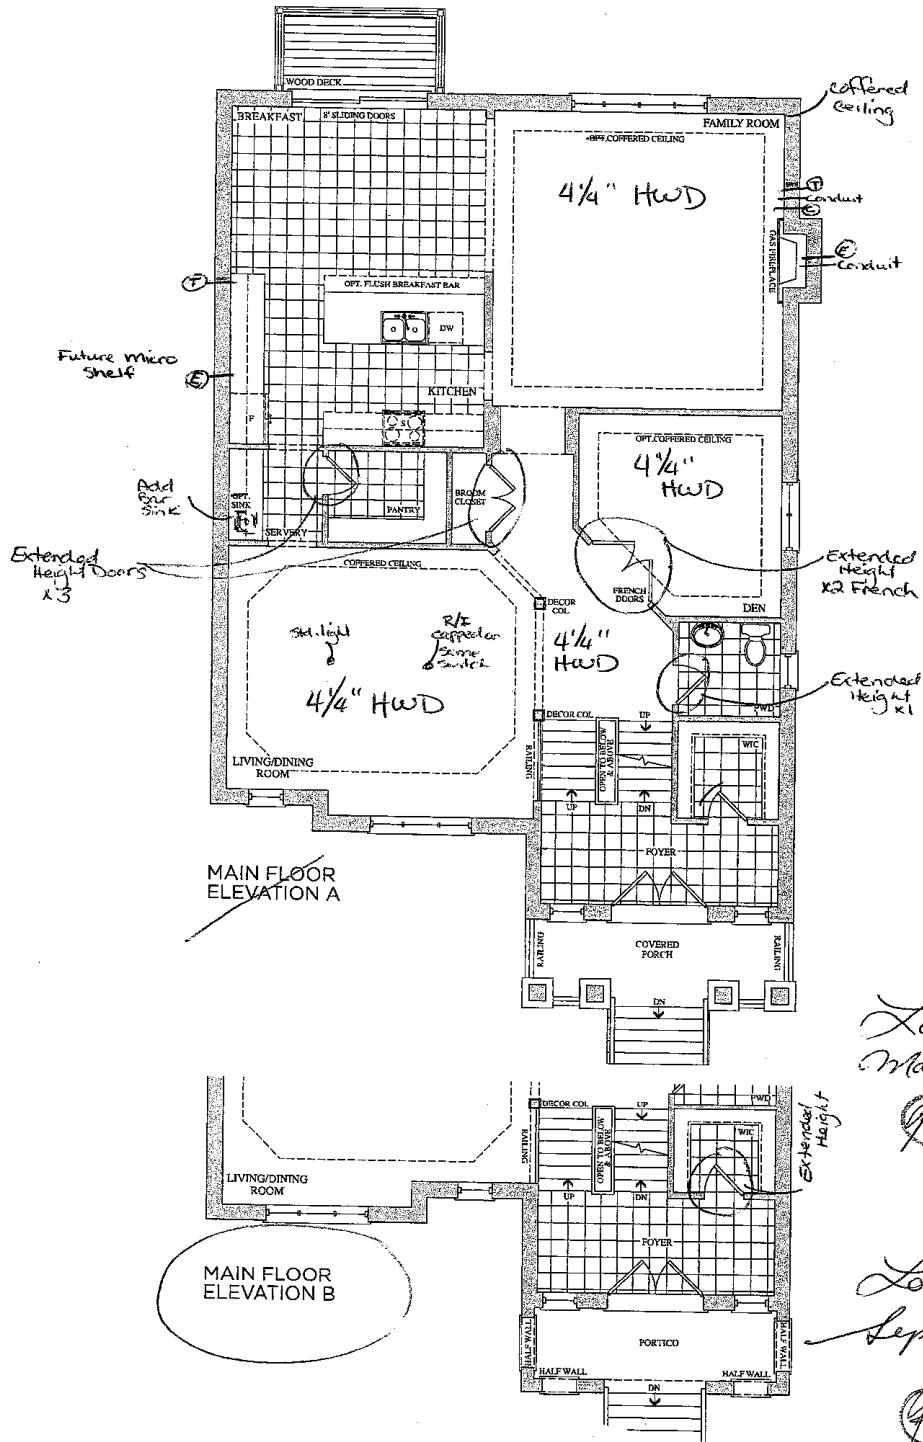 WOOD DECK
BREAKFAST
8' SLIDING DOORS
FAMILY ROOM
OPT. COFFERED CEILING
coffered
ceiling
4¼" HWD
T
conduit
GAS FIREPLACE
E
conduit
T
OPT. FLUSH BREAKFAST BAR
DW
Future micro
Shelf
E
KITCHEN
F
S
OPT. COFFERED CEILING
4¼"
HWD
Add
Bar
Sink
OPT.
SINK
PANTRY
BROOM
CLOSET
SERVERY
Extended
Height Doors
x3
COFFERED CEILING
FRENCH
DOORS
DEN
Extended
Height
x2 French
DECOR
COL
Std. light
R/I
capped on
same
switch
4¼"
HWD
4¼" HWD
PWD
Extended
Height
x1
DECOR COL
UP
RAILING
OPEN TO BELOW
& ABOVE
WIC
LIVING/DINING
ROOM
UP
DN
FOYER
MAIN FLOOR
ELEVATION A
RAILING
COVERED
PORCH
RAILING
DN
DECOR COL
UP
PWD
RAILING
OPEN TO BELOW
& ABOVE
WIC
Extended
Height
LIVING/DINING
ROOM
UP
DN
FOYER
MAIN FLOOR
ELEVATION B
HALF WALL
PORTICO
HALF WALL
HALF WALL
HALF WALL
DN